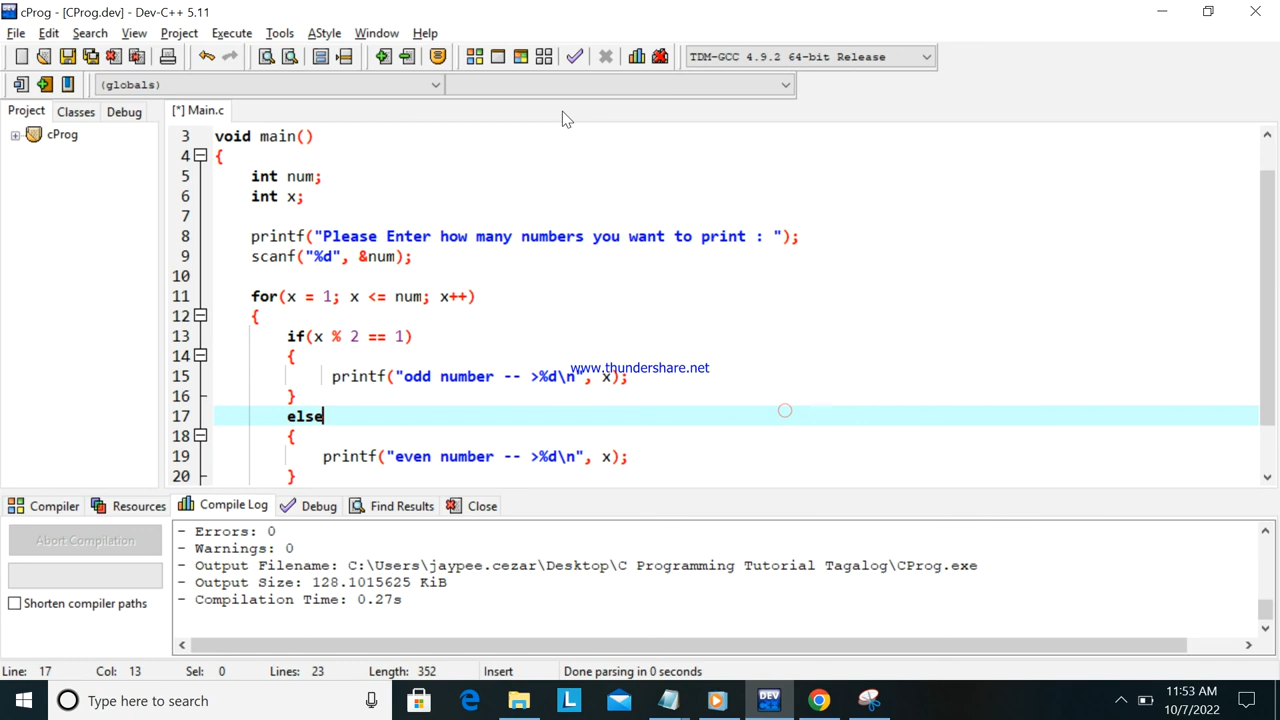 cProg - [CProg.dev] - Dev-C++ 5.11
File Edit Search View Project Execute Tools AStyle Window Help
TDM-GCC 4.9.2 64-bit Release
(globals)
Project Classes Debug [*] Main.c
cProg
3 void main()
4 {
5 int num;
6 int x;
7
8 printf("Please Enter how many numbers you want to print : ");
9 scanf("%d", &num);
10
11 for(x = 1; x <= num; x++)
12 {
13 if(x % 2 == 1)
14 {
www.thundershare.net
15 printf("odd number -- >%d\n", x);
16 }
17 else
18 {
19 printf("even number -- >%d\n", x);
20 }
Compiler Resources Compile Log Debug Find Results Close
Abort Compilation
Shorten compiler paths
- Errors: 0
- Warnings: 0
- Output Filename: C:\Users\jaypee.cezar\Desktop\C Programming Tutorial Tagalog\CProg.exe
- Output Size: 128.1015625 KiB
- Compilation Time: 0.27s
Line: 17 Col: 13 Sel: 0 Lines: 23 Length: 352 Insert Done parsing in 0 seconds
Type here to search
DEV
11:53 AM
10/7/2022